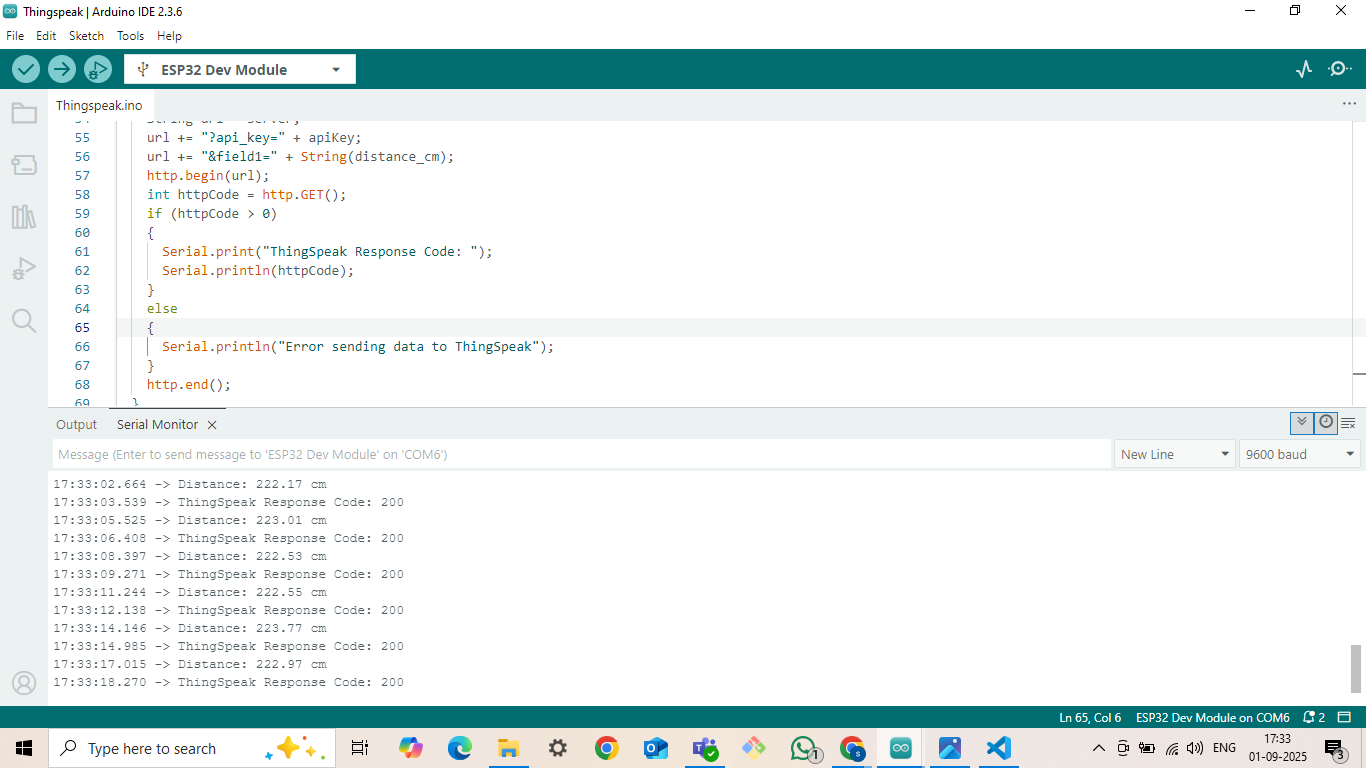 Thingspeak | Arduino IDE 2.3.6
File Edit Sketch Tools Help
ESP32 Dev Module
Thingspeak.ino
55 url += "?api_key=" + apiKey;
56 url += "&field1=" + String(distance_cm);
57 http.begin(url);
58 int httpCode = http.GET();
59 if (httpCode > 0)
60 {
61 Serial.print("ThingSpeak Response Code: ");
62 Serial.println(httpCode);
63 }
64 else
65 {
66 Serial.println("Error sending data to ThingSpeak");
67 }
68 http.end();
69 }
Output Serial Monitor
Message (Enter to send message to 'ESP32 Dev Module' on 'COM6') New Line 9600 baud
17:33:02.664 -> Distance: 222.17 cm
17:33:03.539 -> ThingSpeak Response Code: 200
17:33:05.525 -> Distance: 223.01 cm
17:33:06.408 -> ThingSpeak Response Code: 200
17:33:08.397 -> Distance: 222.53 cm
17:33:09.271 -> ThingSpeak Response Code: 200
17:33:11.244 -> Distance: 222.55 cm
17:33:12.138 -> ThingSpeak Response Code: 200
17:33:14.146 -> Distance: 223.77 cm
17:33:14.985 -> ThingSpeak Response Code: 200
17:33:17.015 -> Distance: 222.97 cm
17:33:18.270 -> ThingSpeak Response Code: 200
Ln 65, Col 6 ESP32 Dev Module on COM6 2
Type here to search 1 S ENG 17:33 3
01-09-2025